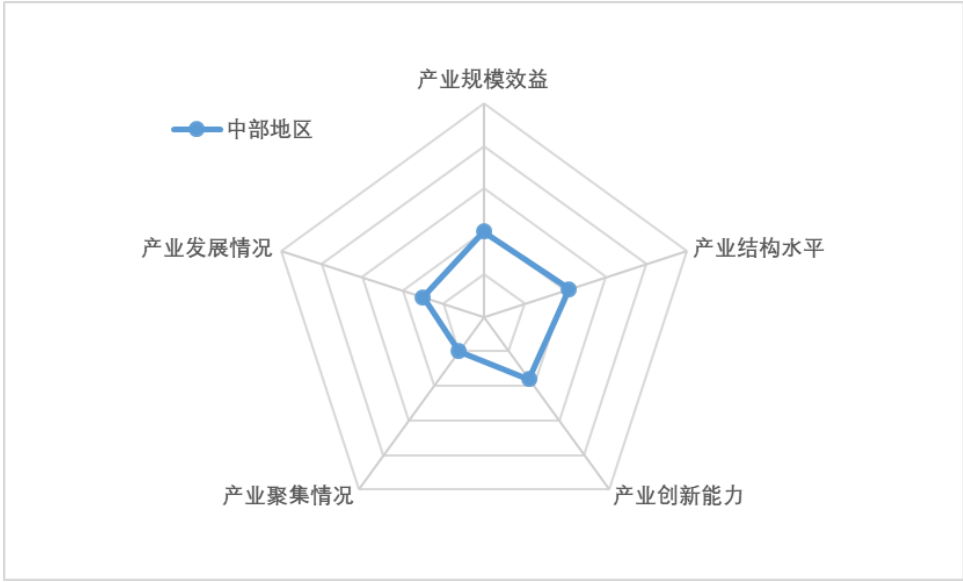 产业规模效益
中部地区
产业发展情况
产业结构水平
产业聚集情况
产业创新能力